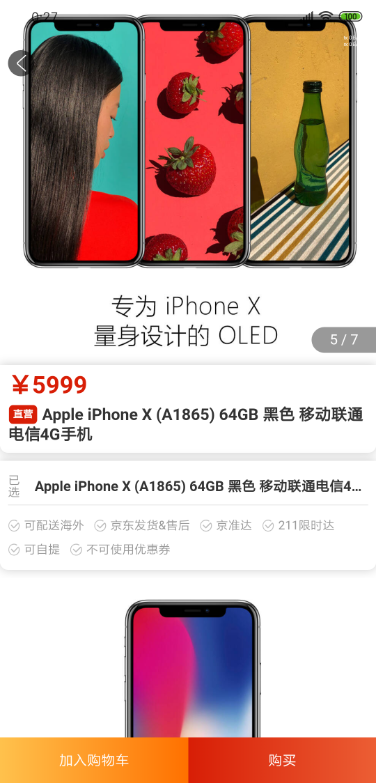 9:27
100
专为 iPhone X
量身设计的 OLED
5 / 7
￥5999
直营 Apple iPhone X (A1865) 64GB 黑色 移动联通
电信4G手机
已选 Apple iPhone X (A1865) 64GB 黑色 移动联通电信4...
可配送海外 京东发货&售后 京准达 211限时达
可自提 不可使用优惠券
加入购物车 购买